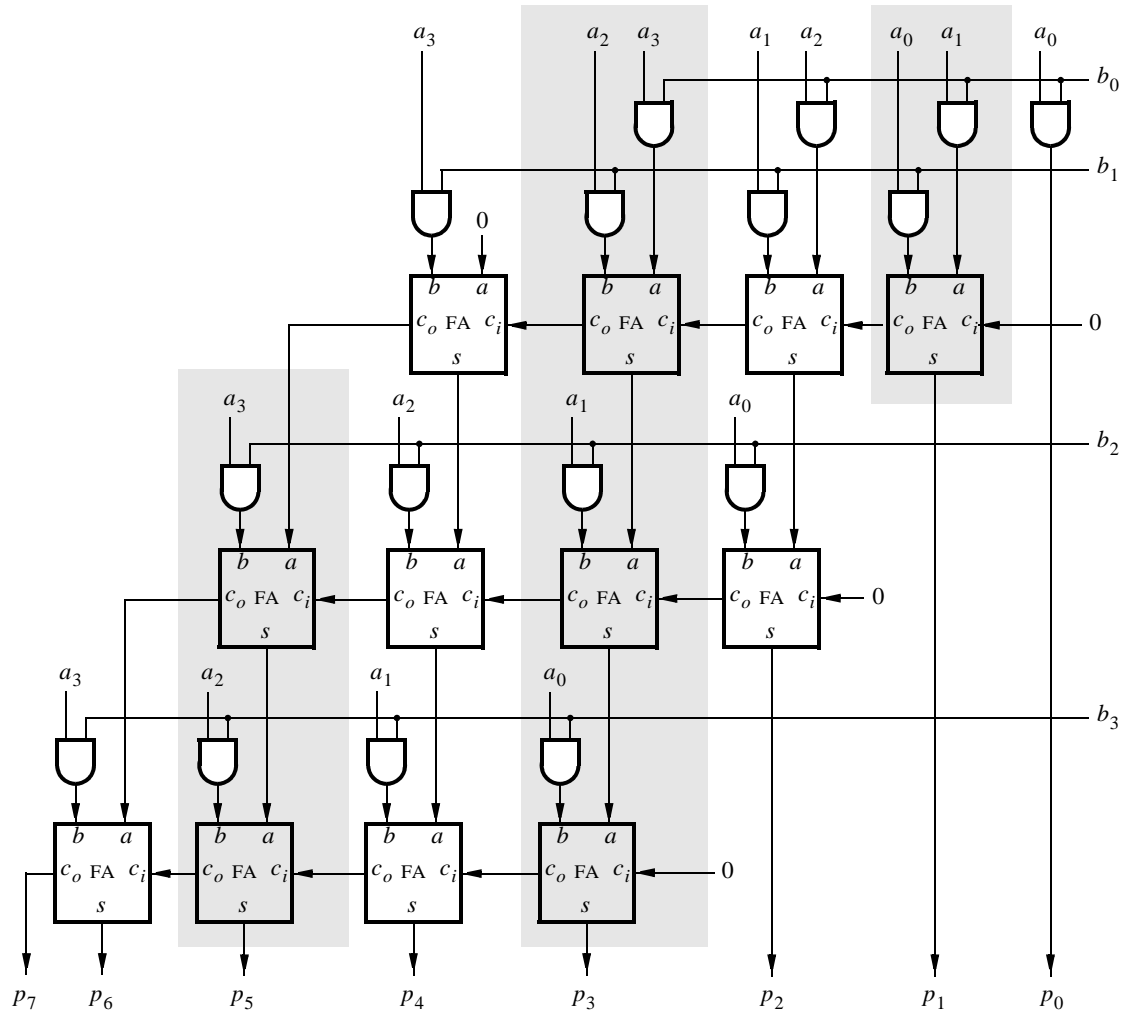 a3 a2 a3 a1 a2 a0 a1 a0
b0
b1
0
b a b a b a b a
co FA ci co FA ci co FA ci co FA ci 0
s s s s
a3 a2 a1 a0
b2
b a b a b a b a
co FA ci co FA ci co FA ci co FA ci 0
s s s s
a3 a2 a1 a0
b3
b a b a b a b a
co FA ci co FA ci co FA ci co FA ci 0
s s s s
p7 p6 p5 p4 p3 p2 p1 p0